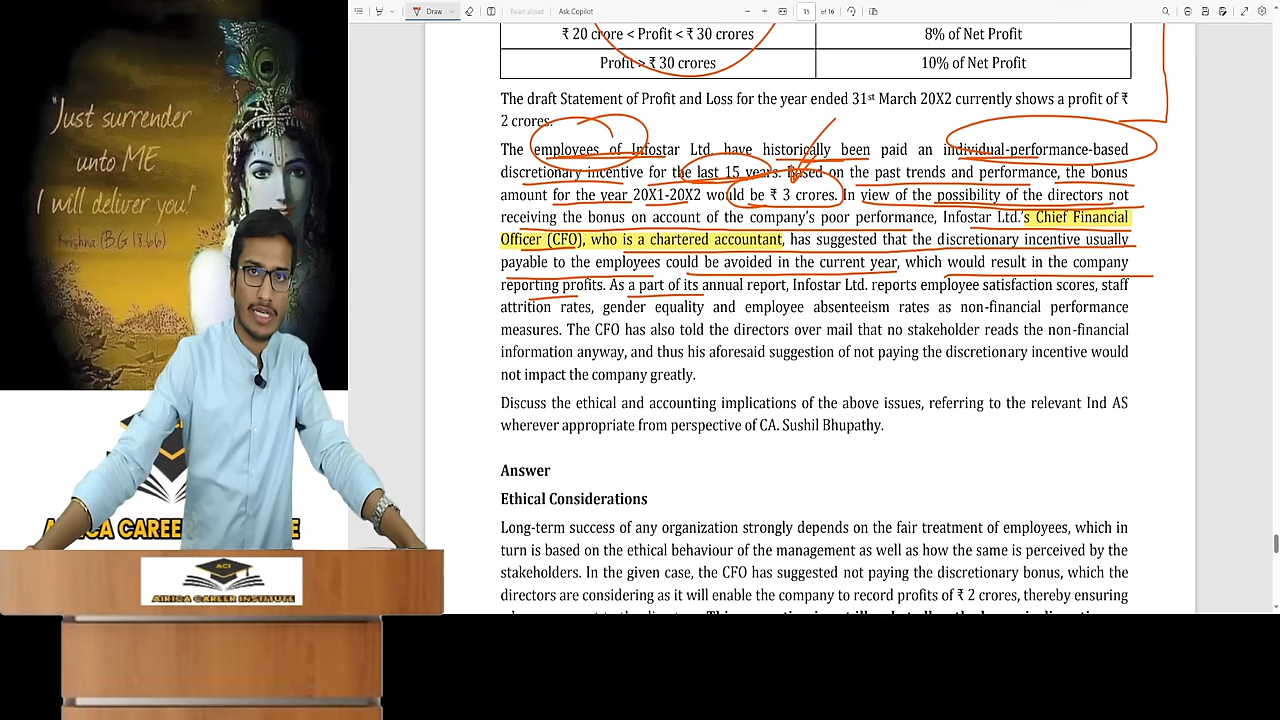 "Just surrender
unto ME
I will deliver you!"
-Krishna (B.G 18:66)
ACI
AIRICA CAREER INSTITUTE
Draw
Read aloud
Ask Copilot
15
of 16
₹ 20 crore < Profit < ₹ 30 crores 8% of Net Profit
Profit > ₹ 30 crores 10% of Net Profit
The draft Statement of Profit and Loss for the year ended 31st March 20X2 currently shows a profit of ₹
2 crores.
The employees of Infostar Ltd. have historically been paid an individual-performance-based
discretionary incentive for the last 15 years. Based on the past trends and performance, the bonus
amount for the year 20X1-20X2 would be ₹ 3 crores. In view of the possibility of the directors not
receiving the bonus on account of the company's poor performance, Infostar Ltd.'s Chief Financial
Officer (CFO), who is a chartered accountant, has suggested that the discretionary incentive usually
payable to the employees could be avoided in the current year, which would result in the company
reporting profits. As a part of its annual report, Infostar Ltd. reports employee satisfaction scores, staff
attrition rates, gender equality and employee absenteeism rates as non-financial performance
measures. The CFO has also told the directors over mail that no stakeholder reads the non-financial
information anyway, and thus his aforesaid suggestion of not paying the discretionary incentive would
not impact the company greatly.
Discuss the ethical and accounting implications of the above issues, referring to the relevant Ind AS
wherever appropriate from perspective of CA. Sushil Bhupathy.
Answer
Ethical Considerations
Long-term success of any organization strongly depends on the fair treatment of employees, which in
turn is based on the ethical behaviour of the management as well as how the same is perceived by the
stakeholders. In the given case, the CFO has suggested not paying the discretionary bonus, which the
directors are considering as it will enable the company to record profits of ₹ 2 crores, thereby ensuring